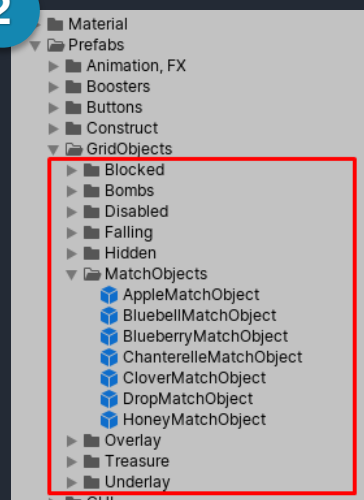 2
Material
Prefabs
Animation, FX
Boosters
Buttons
Construct
GridObjects
Blocked
Bombs
Disabled
Falling
Hidden
MatchObjects
AppleMatchObject
BluebellMatchObject
BlueberryMatchObject
ChanterelleMatchObject
CloverMatchObject
DropMatchObject
HoneyMatchObject
Overlay
Treasure
Underlay